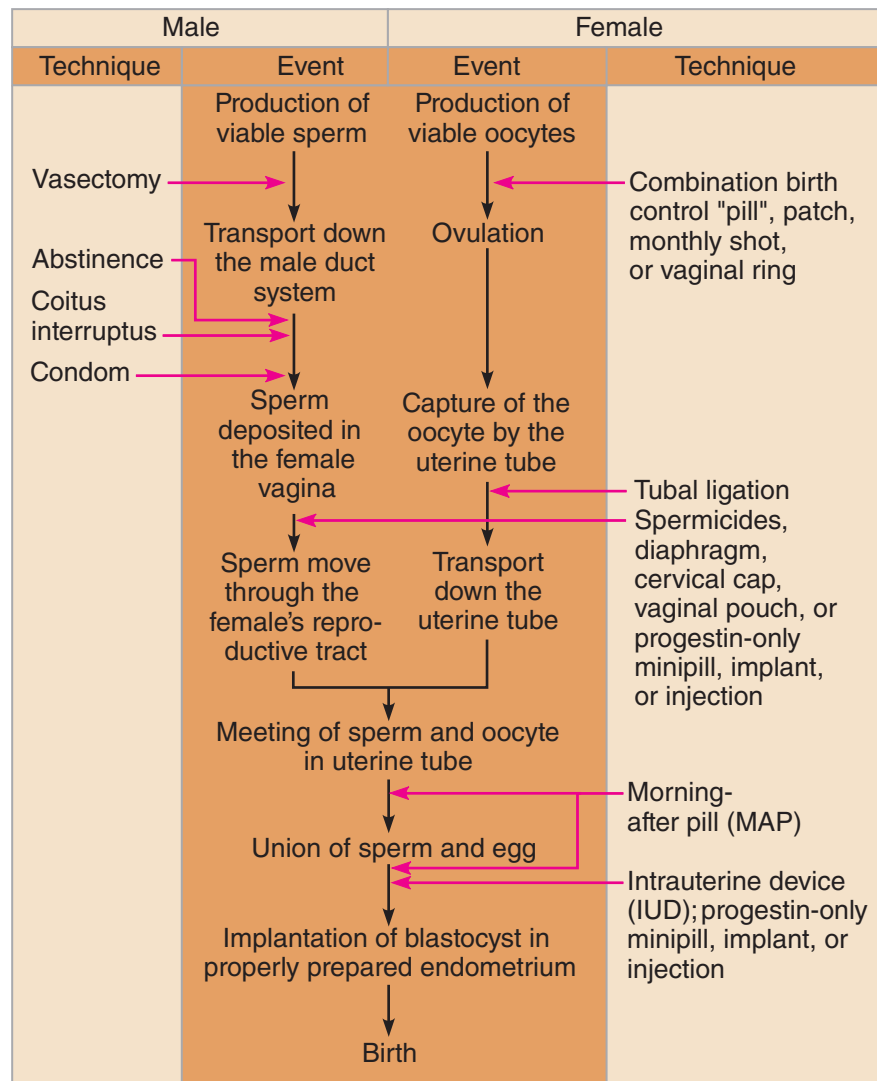 Male
Female
Technique
Event
Event
Technique
Production of
viable sperm
Production of
viable oocytes
Vasectomy
Combination birth
control "pill", patch,
monthly shot,
or vaginal ring
Transport down
the male duct
system
Ovulation
Abstinence
Coitus
interruptus
Condom
Sperm
deposited in
the female
vagina
Capture of the
oocyte by the
uterine tube
Tubal ligation
Spermicides,
diaphragm,
cervical cap,
vaginal pouch, or
progestin-only
minipill, implant,
or injection
Sperm move
through the
female's repro-
ductive tract
Transport
down the
uterine tube
Meeting of sperm and oocyte
in uterine tube
Morning-
after pill (MAP)
Union of sperm and egg
Intrauterine device
(IUD); progestin-only
minipill, implant, or
injection
Implantation of blastocyst in
properly prepared endometrium
Birth